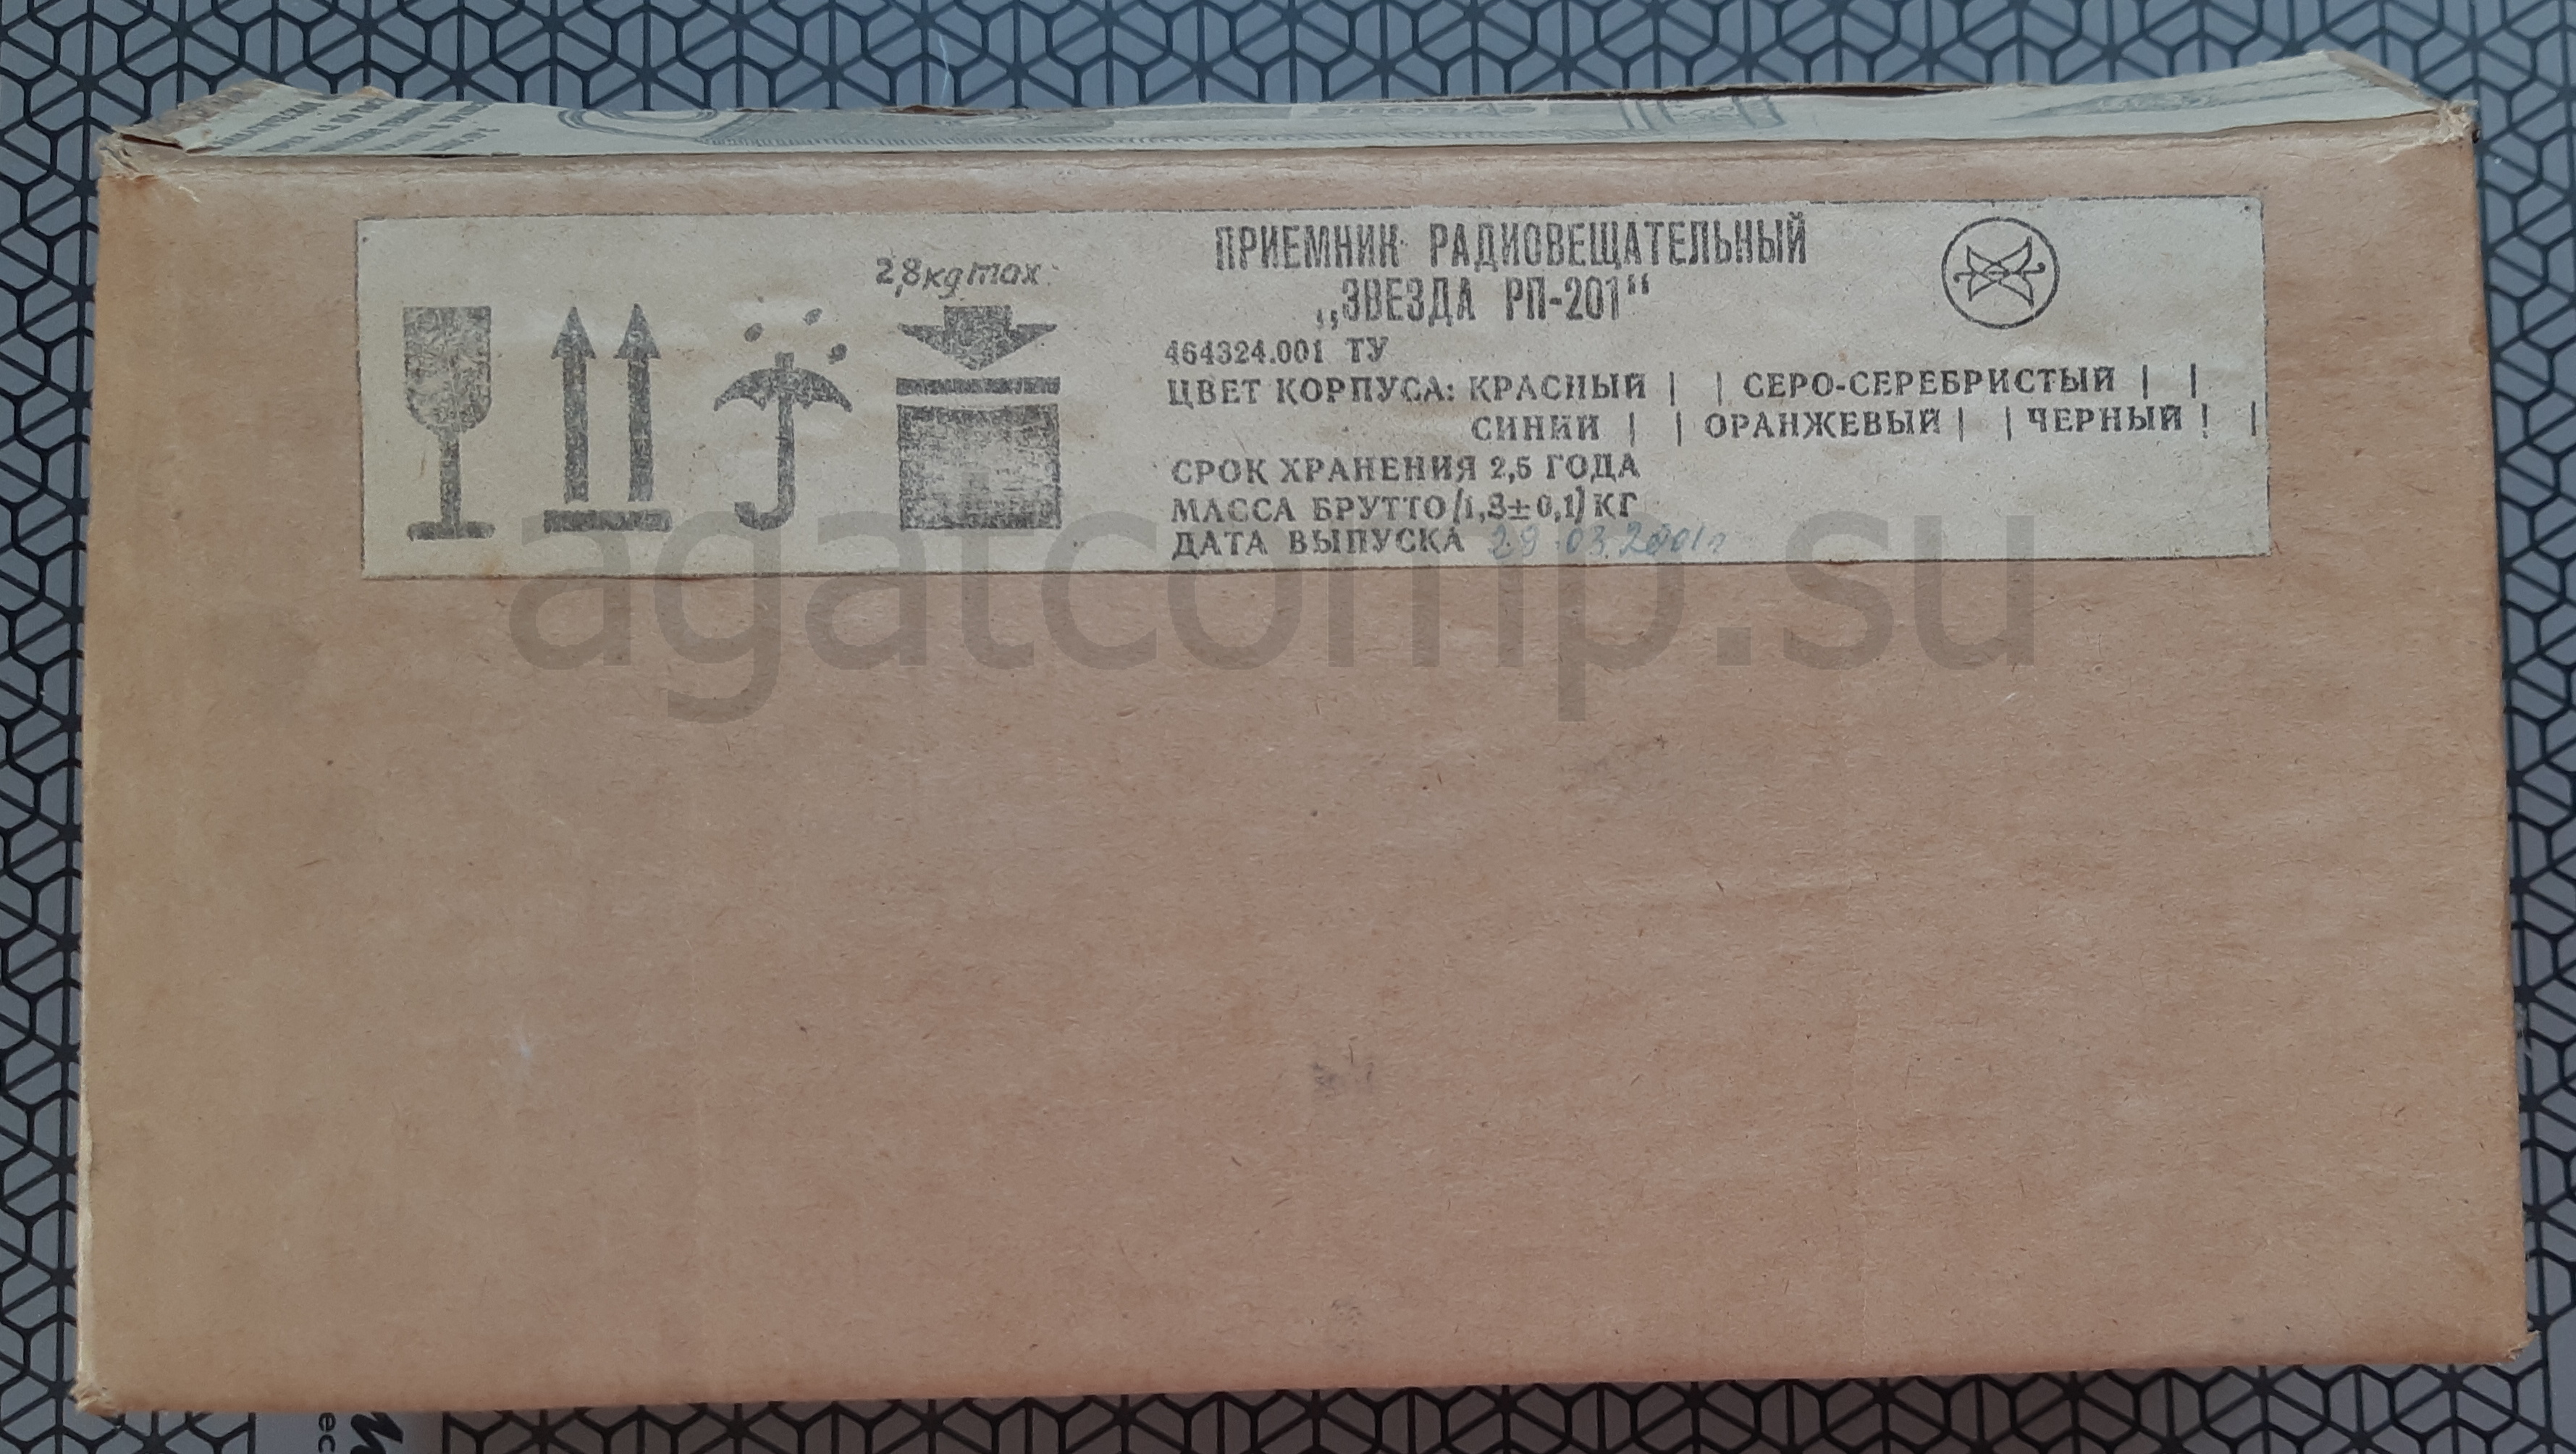 2,8kg max
ПРИЕМНИК РАДИОВЕЩАТЕЛЬНЫЙ
„ЗВЕЗДА РП-201“
464324.001 ТУ
ЦВЕТ КОРПУСА: КРАСНЫЙ | | СЕРО-СЕРЕБРИСТЫЙ | |
СИНИЙ | | ОРАНЖЕВЫЙ | | ЧЕРНЫЙ | |
СРОК ХРАНЕНИЯ 2,5 ГОДА
МАССА БРУТТО /1,3±0,1/ КГ
ДАТА ВЫПУСКА 29.03.2001г
agatcomp.su
ес